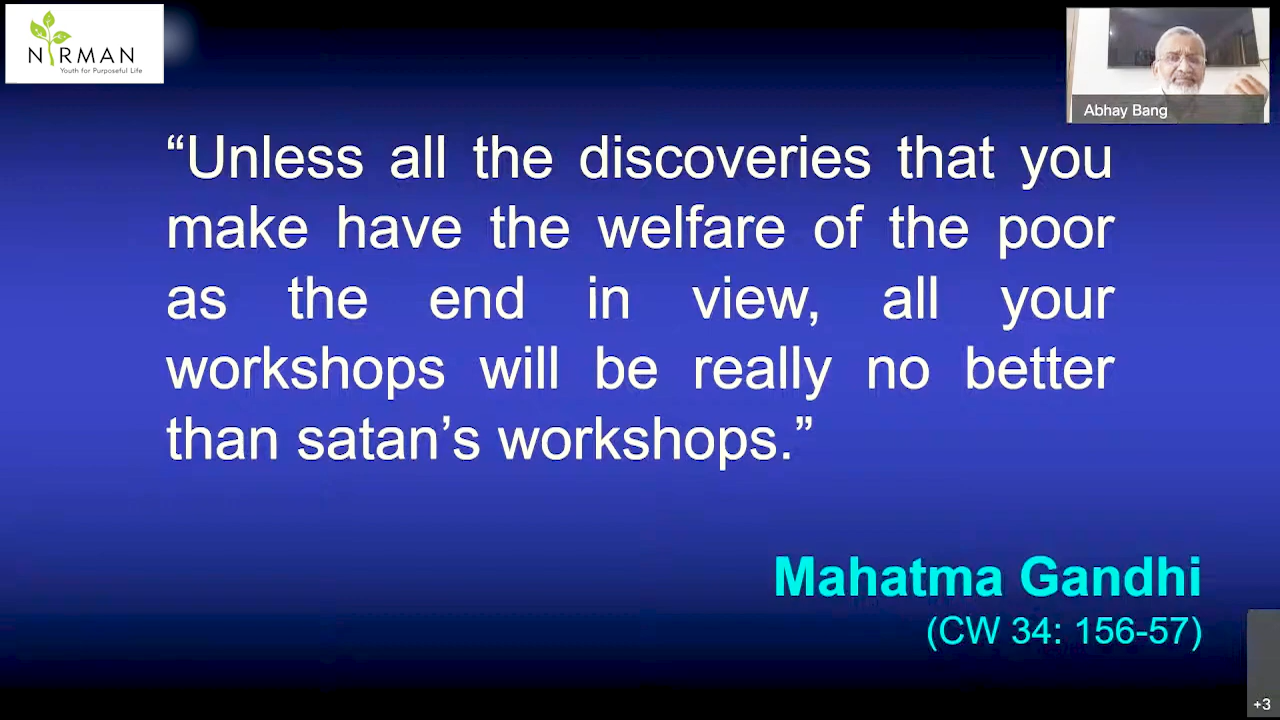 NIRMAN
Youth for Purposeful Life
Abhay Bang
“Unless all the discoveries that you
make have the welfare of the poor
as the end in view, all your
workshops will be really no better
than satan’s workshops.”
Mahatma Gandhi
(CW 34: 156-57)
+3